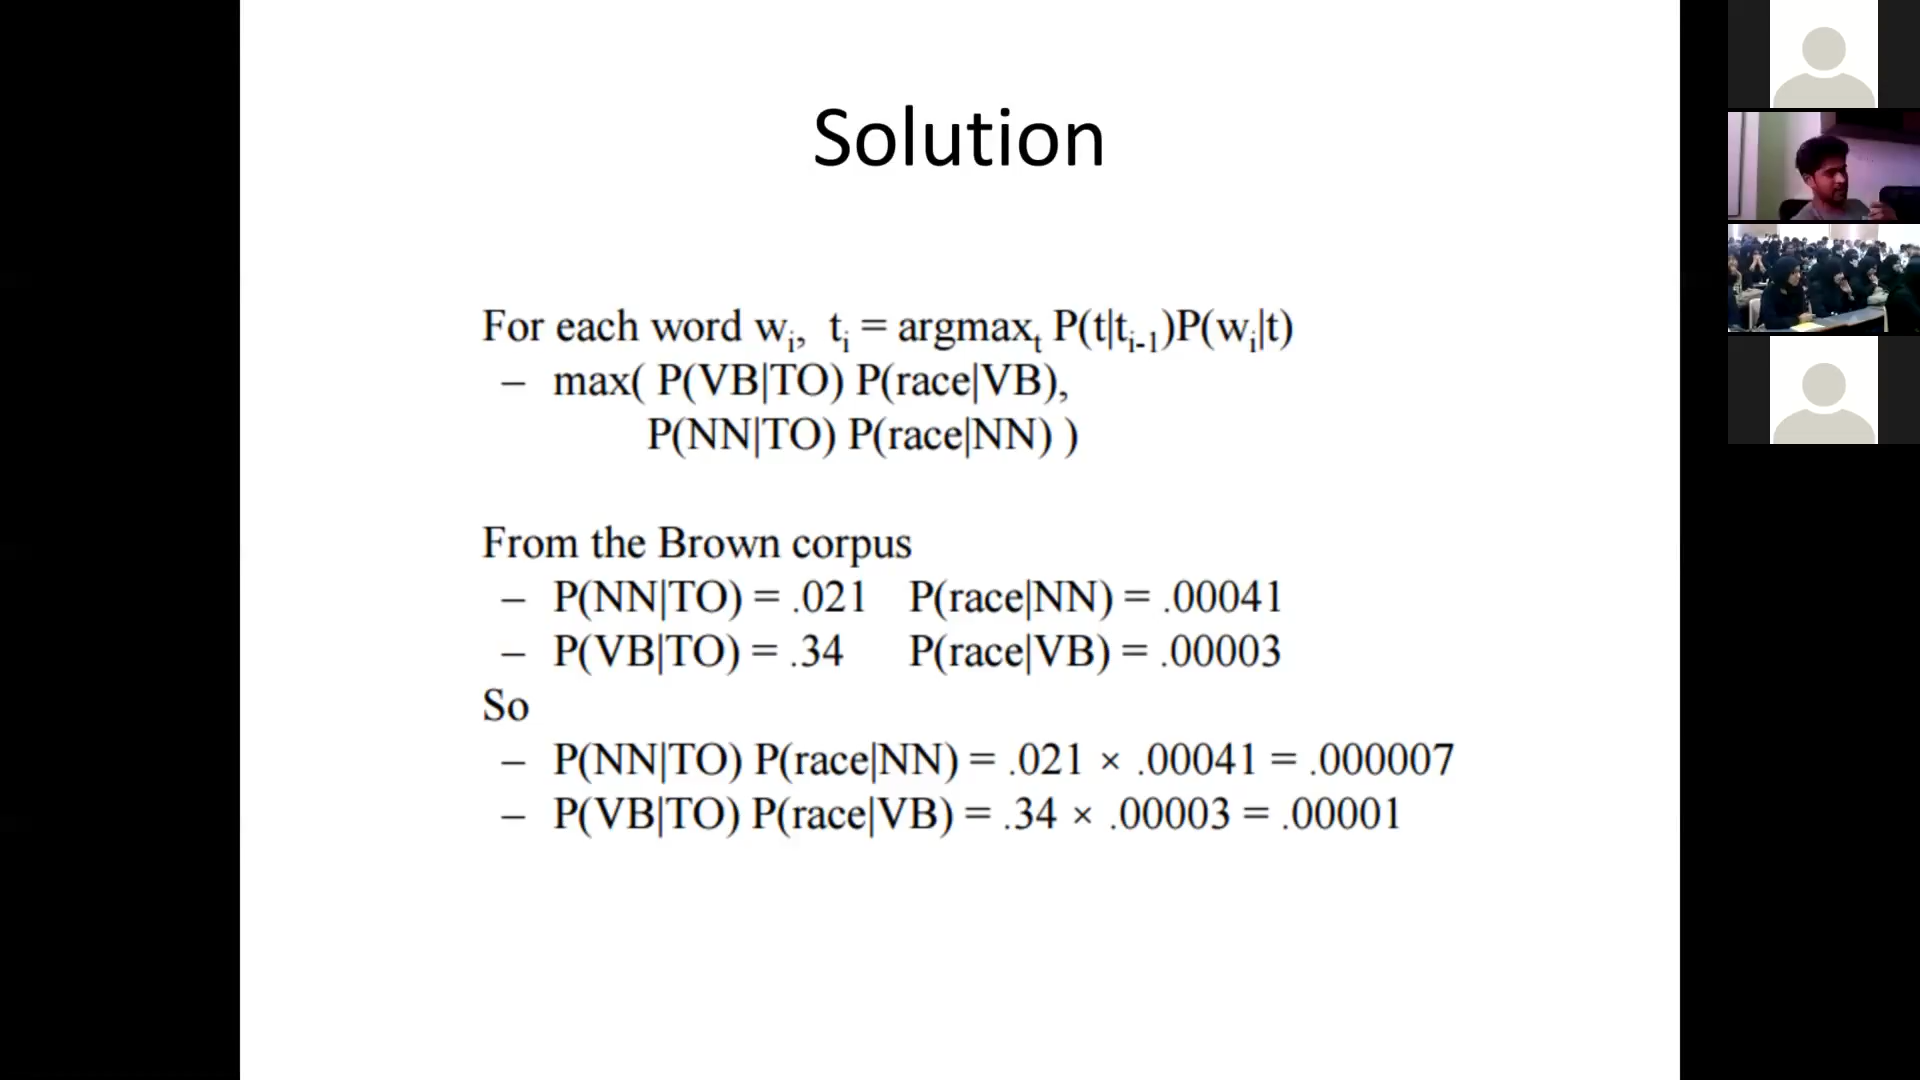 Solution
For each word wi, ti = argmaxt P(t|ti-1)P(wi|t)
– max( P(VB|TO) P(race|VB),
P(NN|TO) P(race|NN) )
From the Brown corpus
– P(NN|TO) = .021 P(race|NN) = .00041
– P(VB|TO) = .34 P(race|VB) = .00003
So
– P(NN|TO) P(race|NN) = .021 × .00041 = .000007
– P(VB|TO) P(race|VB) = .34 × .00003 = .00001